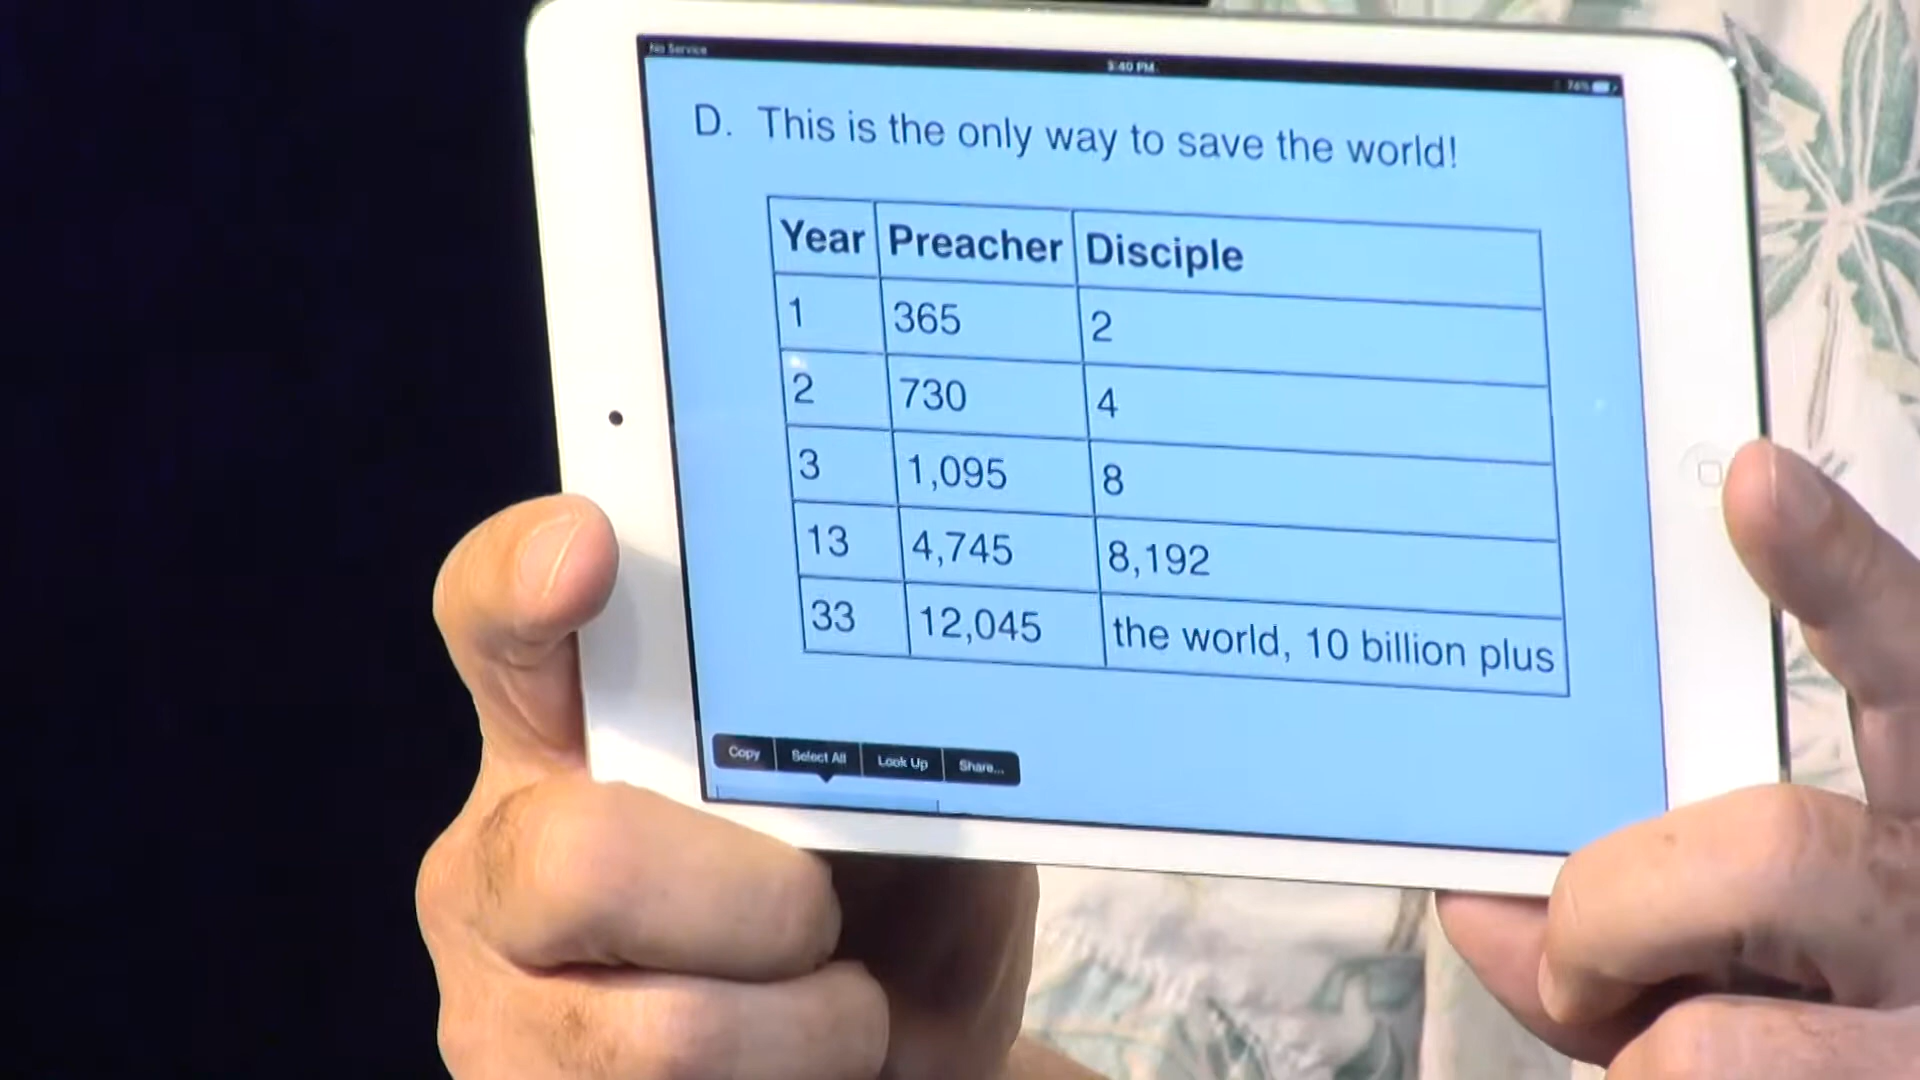 No Service
3:40 PM
74%
D. This is the only way to save the world!
Year Preacher Disciple
1 365 2
2 730 4
3 1,095 8
13 4,745 8,192
33 12,045 the world, 10 billion plus
Copy Select All Look Up Share...